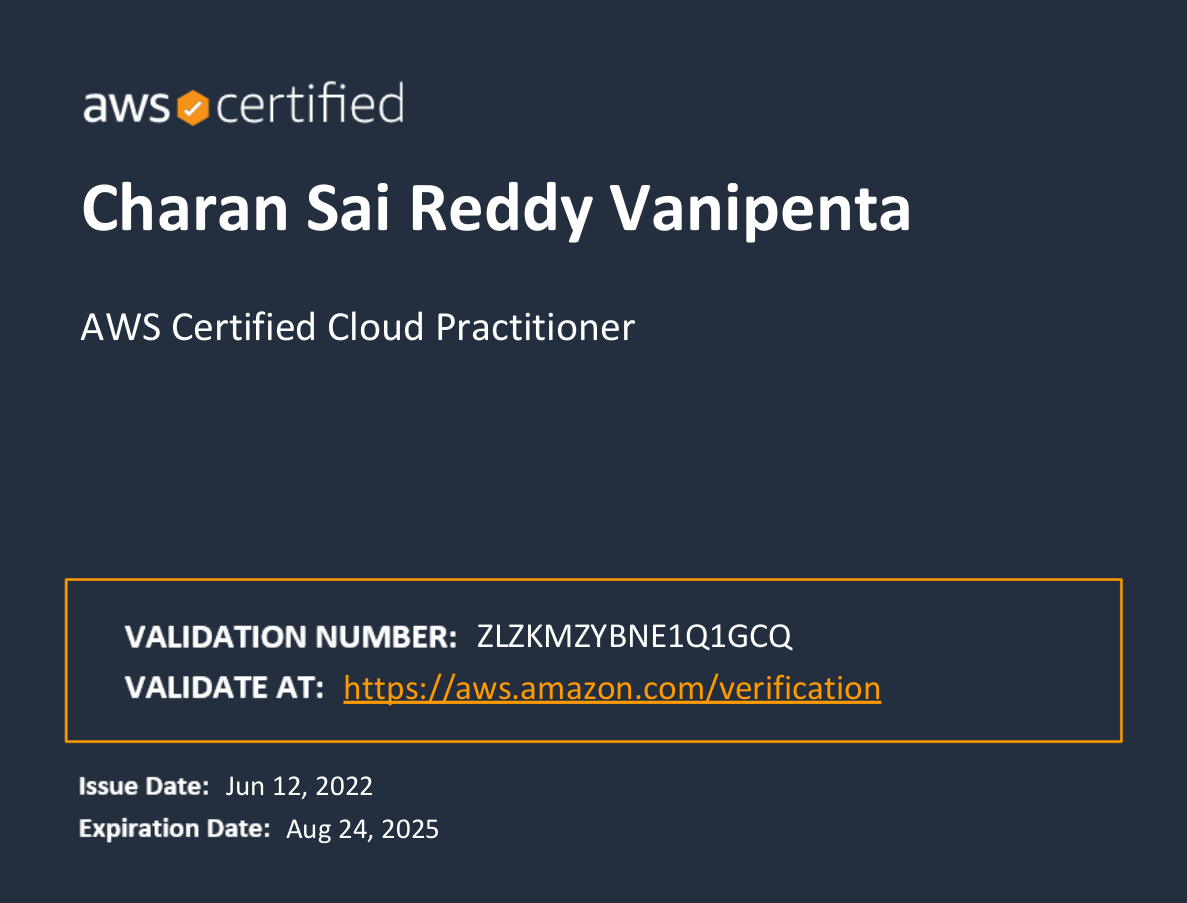 aws certified
Charan Sai Reddy Vanipenta
AWS Certified Cloud Practitioner
VALIDATION NUMBER: ZLZKMZYBNE1Q1GCQ
VALIDATE AT: https://aws.amazon.com/verification
Issue Date: Jun 12, 2022
Expiration Date: Aug 24, 2025